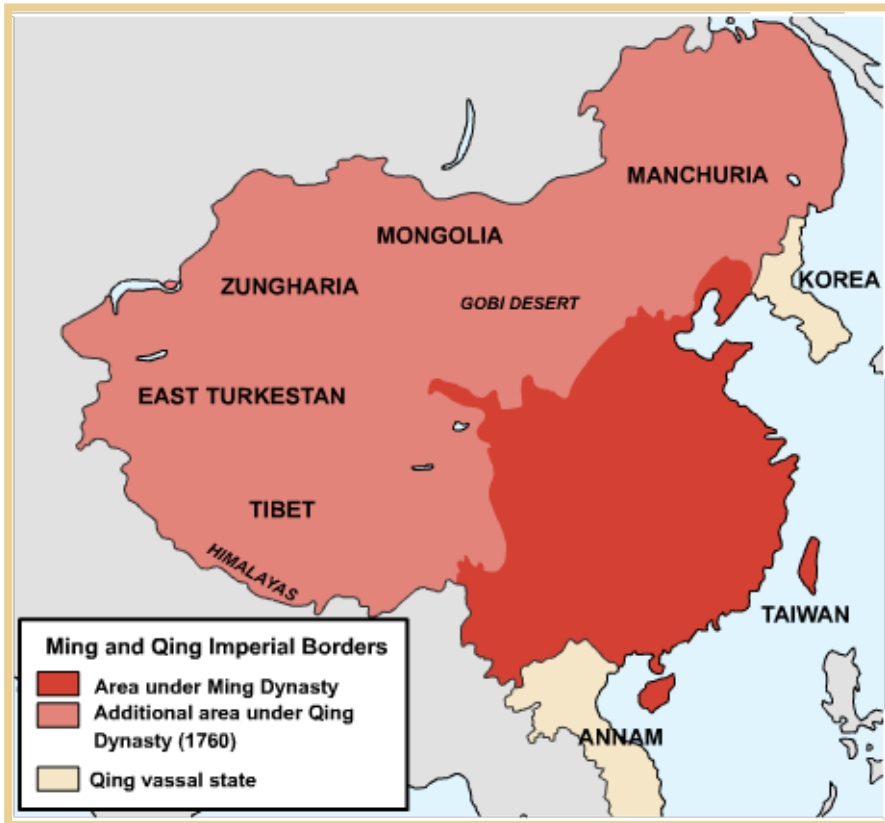 MANCHURIA
MONGOLIA
ZUNGHARIA
KOREA
GOBI DESERT
EAST TURKESTAN
TIBET
HIMALAYAS
TAIWAN
ANNAM
Ming and Qing Imperial Borders
Area under Ming Dynasty
Additional area under Qing
Dynasty (1760)
Qing vassal state